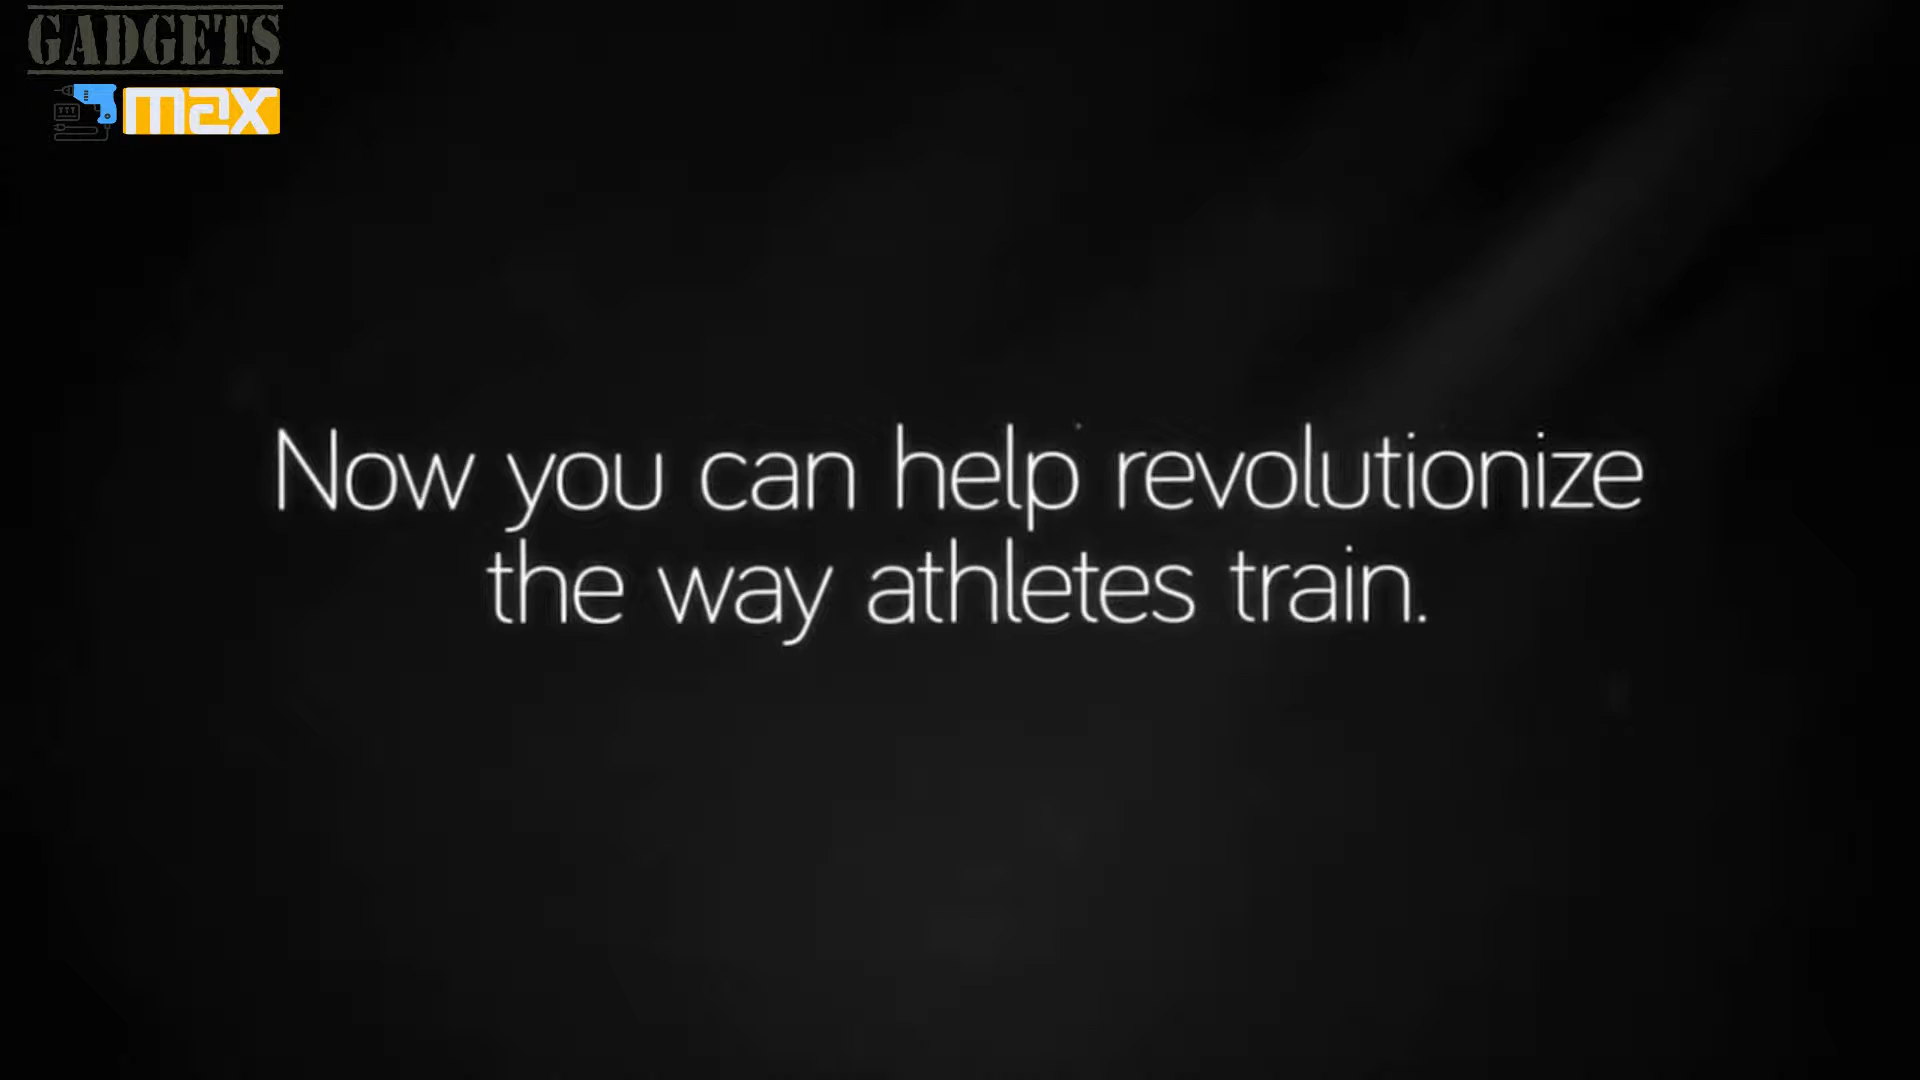 GADGETS
max
Now you can help revolutionize
the way athletes train.